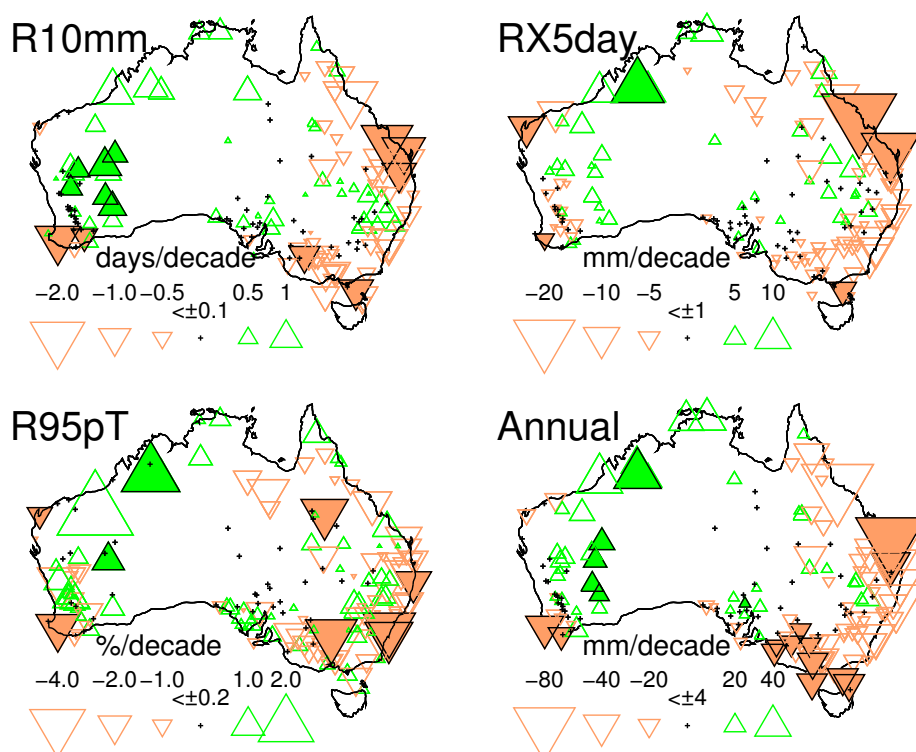 R10mm
days/decade
−2.0 −1.0 −0.5 0.5 1
<±0.1
RX5day
mm/decade
−20 −10 −5 5 10
<±1
R95pT
%/decade
−4.0 −2.0 −1.0 1.0 2.0
<±0.2
Annual
mm/decade
−80 −40 −20 20 40
<±4